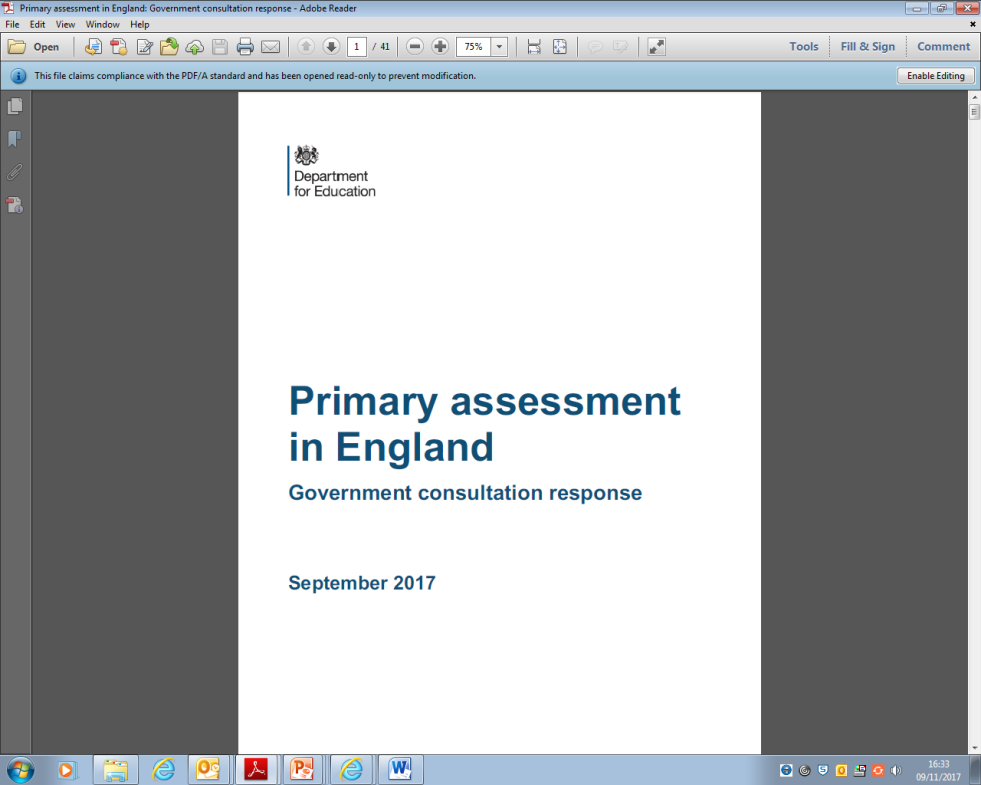 Primary assessment in England: Government consultation response - Adobe Reader
File Edit View Window Help
Open 1 / 41 75% Tools Fill & Sign Comment
This file claims compliance with the PDF/A standard and has been opened read-only to prevent modification. Enable Editing
Department
for Education
Primary assessment
in England
Government consultation response
September 2017
16:33
09/11/2017